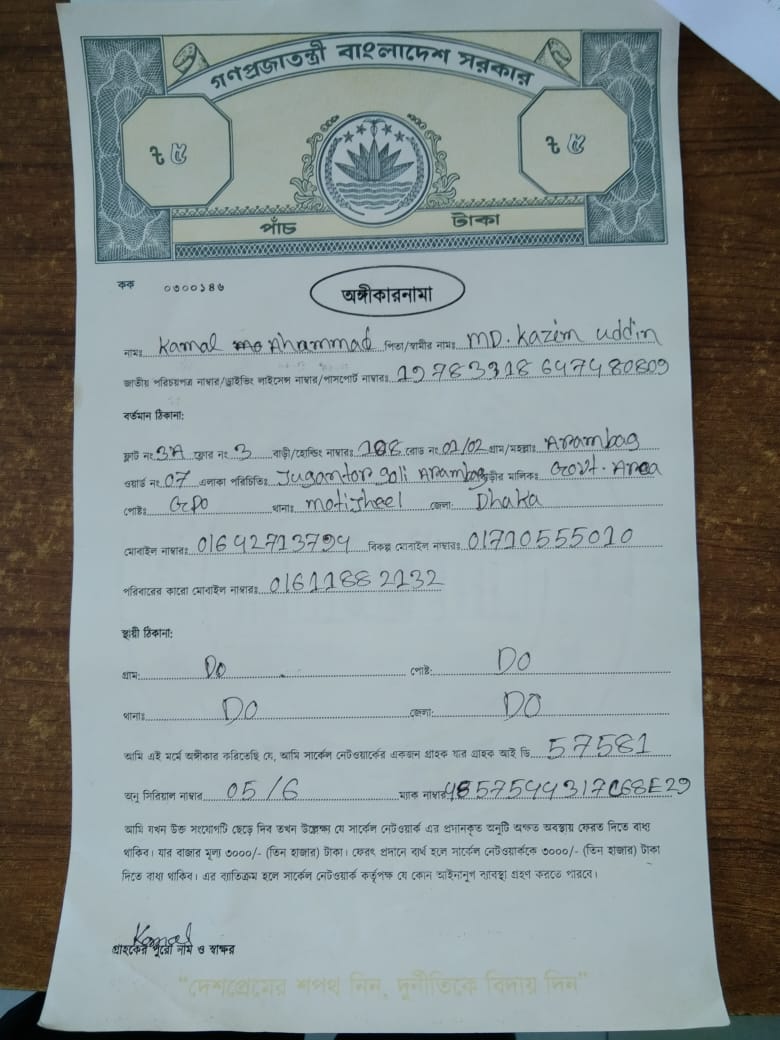 গণপ্রজাতন্ত্রী বাংলাদেশ সরকার
৳ ৫ ৳ ৫
পাঁচ টাকা
কক ০৩০০১৪৬
অঙ্গীকারনামা
নামঃ Kamal Ahammad পিতা/স্বামীর নামঃ MD. Kazim uddin
জাতীয় পরিচয়পত্র নাম্বার/ড্রাইভিং লাইসেন্স নাম্বার/পাসপোর্ট নাম্বারঃ 19783318647480809
বর্তমান ঠিকানা:
ফ্লাট নং 3A ফ্লোর নং 3 বাড়ী/হোল্ডিং নাম্বারঃ 108 রোড নং 01/02 গ্রাম/মহল্লাঃ Arambag
ওয়ার্ড নং 07 এলাকা পরিচিতিঃ Jugantor goli Arambag বাড়ীর মালিকঃ Govt. Area
পোষ্টঃ GPO থানাঃ motijheel জেলা: Dhaka
মোবাইল নাম্বারঃ 01642713794 বিকল্প মোবাইল নাম্বারঃ 01710555010
পরিবারের কারো মোবাইল নাম্বারঃ 01611882132
স্থায়ী ঠিকানা:
গ্রাম: DO পোষ্ট: DO
থানাঃ DO জেলা: DO
আমি এই মর্মে অঙ্গীকার করিতেছি যে, আমি সার্কেল নেটওয়ার্কের একজন গ্রাহক যার গ্রাহক আই ডি 57581
অনু সিরিয়াল নাম্বার 05/6 ম্যাক নাম্বার 48575449317C68E29
আমি যখন উক্ত সংযোগটি ছেড়ে দিব তখন উল্লেক্ষ্য যে সার্কেল নেটওয়ার্ক এর প্রদানকৃত অনুটি অক্ষত অবস্থায় ফেরত দিতে বাধ্য
থাকিব। যার বাজার মূল্য ৩০০০/- (তিন হাজার) টাকা। ফেরৎ প্রদানে ব্যর্থ হলে সার্কেল নেটওয়ার্ককে ৩০০০/- (তিন হাজার) টাকা
দিতে বাধ্য থাকিব। এর ব্যতিক্রম হলে সার্কেল নেটওয়ার্ক কর্তৃপক্ষ যে কোন আইনানুগ ব্যবস্থা গ্রহণ করতে পারবে।
Kamal
গ্রাহকের পুরো নাম ও স্বাক্ষর
“দেশপ্রেমের শপথ নিন, দুর্নীতিকে বিদায় দিন”